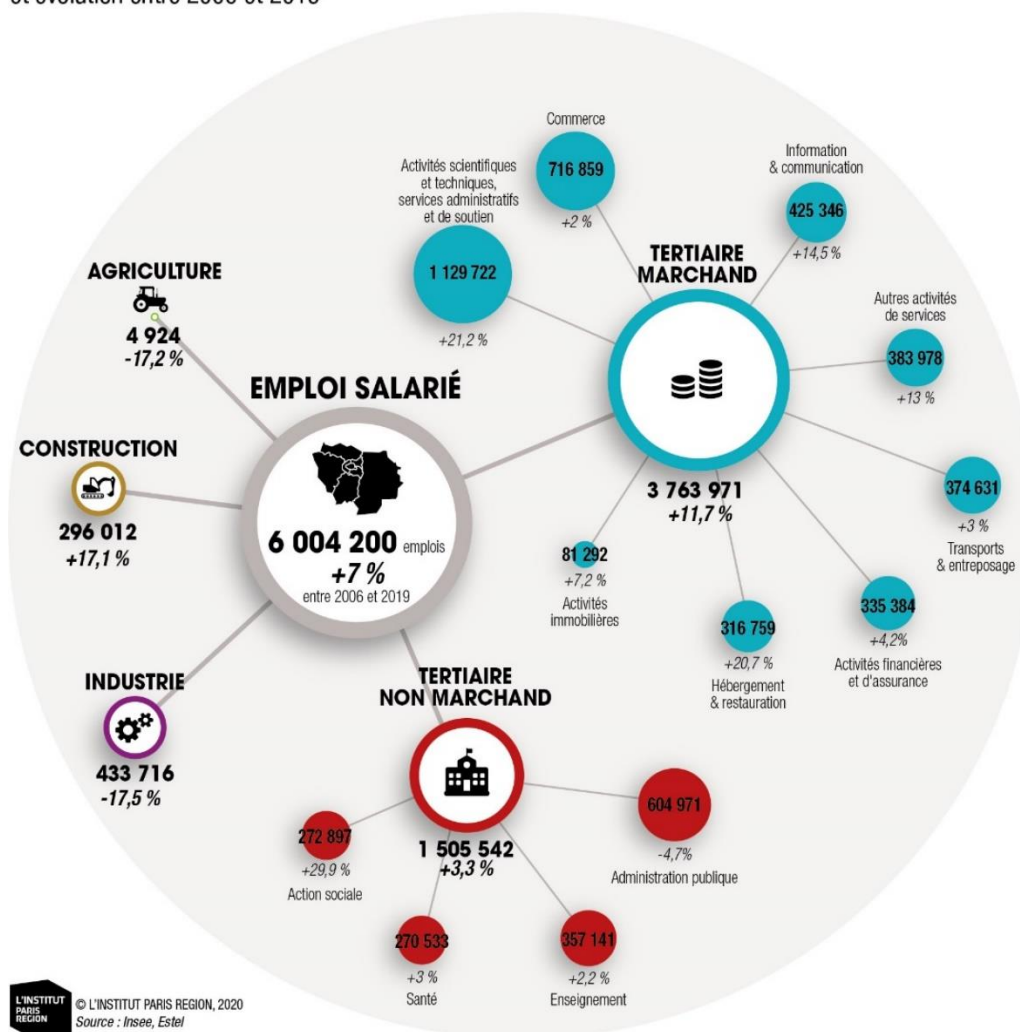 Commerce
716 859
+2 %
Information
& communication
425 346
+14,5 %
Activités scientifiques
et techniques,
services administratifs
et de soutien
1 129 722
+21,2 %
TERTIAIRE
MARCHAND
3 763 971
+11,7 %
Autres activités
de services
383 978
+13 %
374 631
+3 %
Transports
& entreposage
335 384
+4,2%
Activités financières
et d'assurance
316 759
+20,7 %
Hébergement
& restauration
81 292
+7,2 %
Activités
immobilières
AGRICULTURE
4 924
-17,2 %
EMPLOI SALARIÉ
6 004 200 emplois
+7 %
entre 2006 et 2019
CONSTRUCTION
296 012
+17,1 %
INDUSTRIE
433 716
-17,5 %
TERTIAIRE
NON MARCHAND
1 505 542
+3,3 %
604 971
-4,7%
Administration publique
272 897
+29,9 %
Action sociale
270 533
+3 %
Santé
357 141
+2,2 %
Enseignement
L'INSTITUT
PARIS
REGION
© L'INSTITUT PARIS REGION, 2020
Source : Insee, Estel